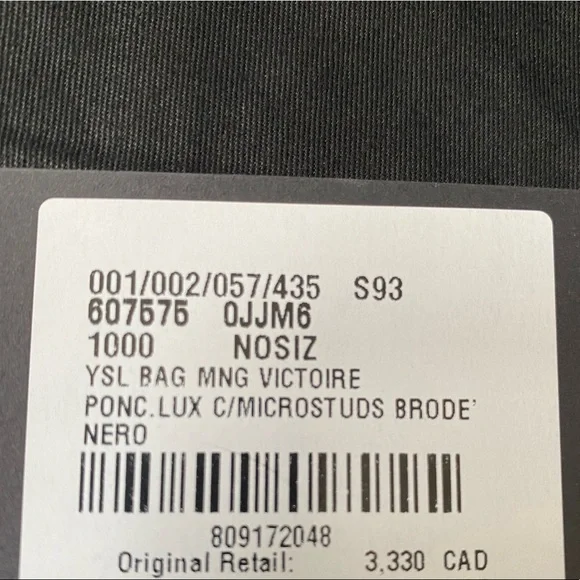 001/002/057/435 S93
607575 0JJM6
1000 NOSIZ
YSL BAG MNG VICTOIRE
PONC.LUX C/MICROSTUDS BRODE'
NERO
809172048
Original Retail: 3,330 CAD